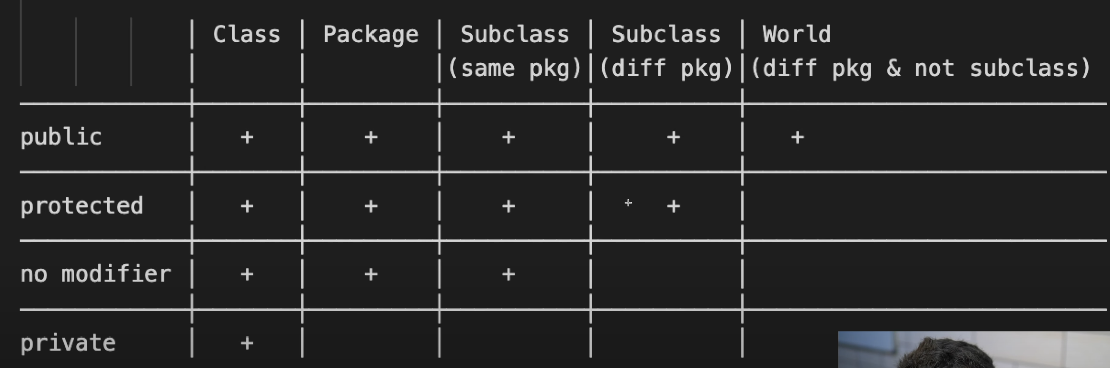 | Class | Package | Subclass | Subclass | World
| | |(same pkg)|(diff pkg)|(diff pkg & not subclass)
public | + | + | + | + | +
protected | + | + | + | + |
no modifier | + | + | + | |
private | + | | | |